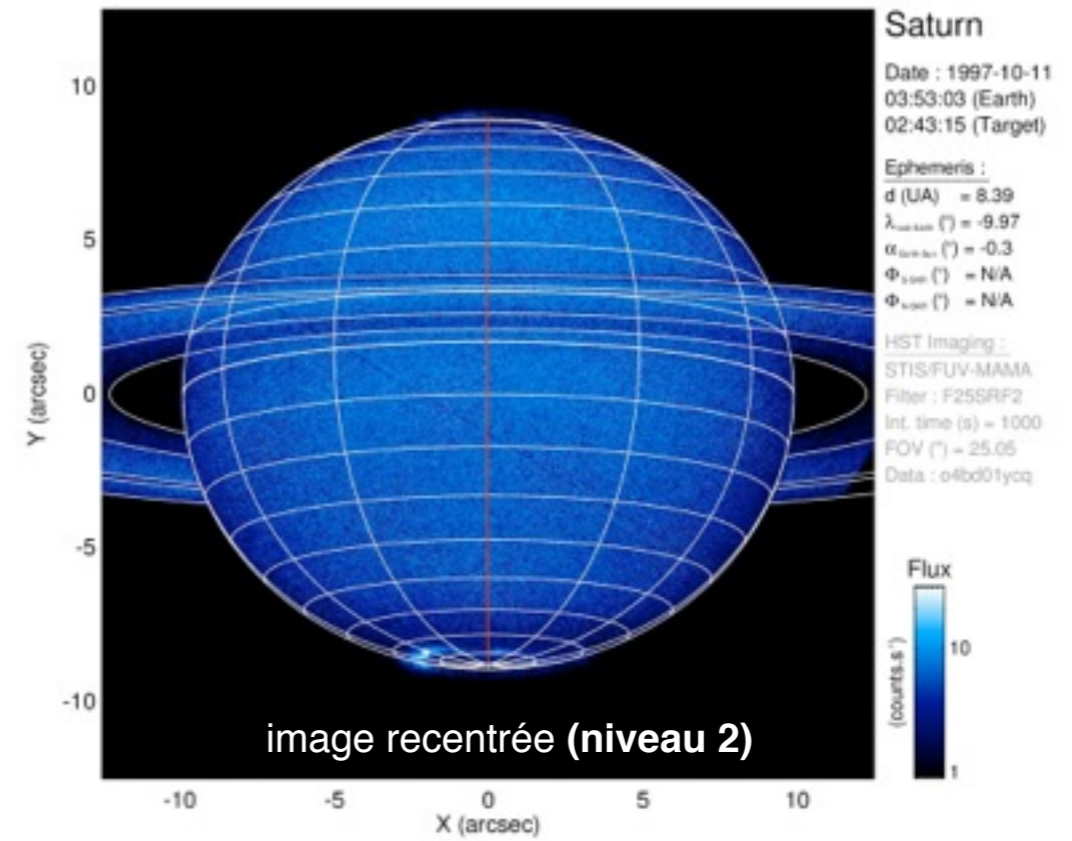 Saturn
Date : 1997-10-11
03:53:03 (Earth)
02:43:15 (Target)
Ephemeris :
d (UA) = 8.39
λ (°) = -9.97
α (°) = -0.3
Φ (°) = N/A
Φ (°) = N/A
HST Imaging :
STIS/FUV-MAMA
Filter : F25SRF2
Int. time (s) = 1000
FOV (") = 25.05
Data : o4bd01ycq
Flux
(counts.s⁻¹)
10
1
10
5
0
-5
-10
Y (arcsec)
image recentrée (niveau 2)
-10 -5 0 5 10
X (arcsec)